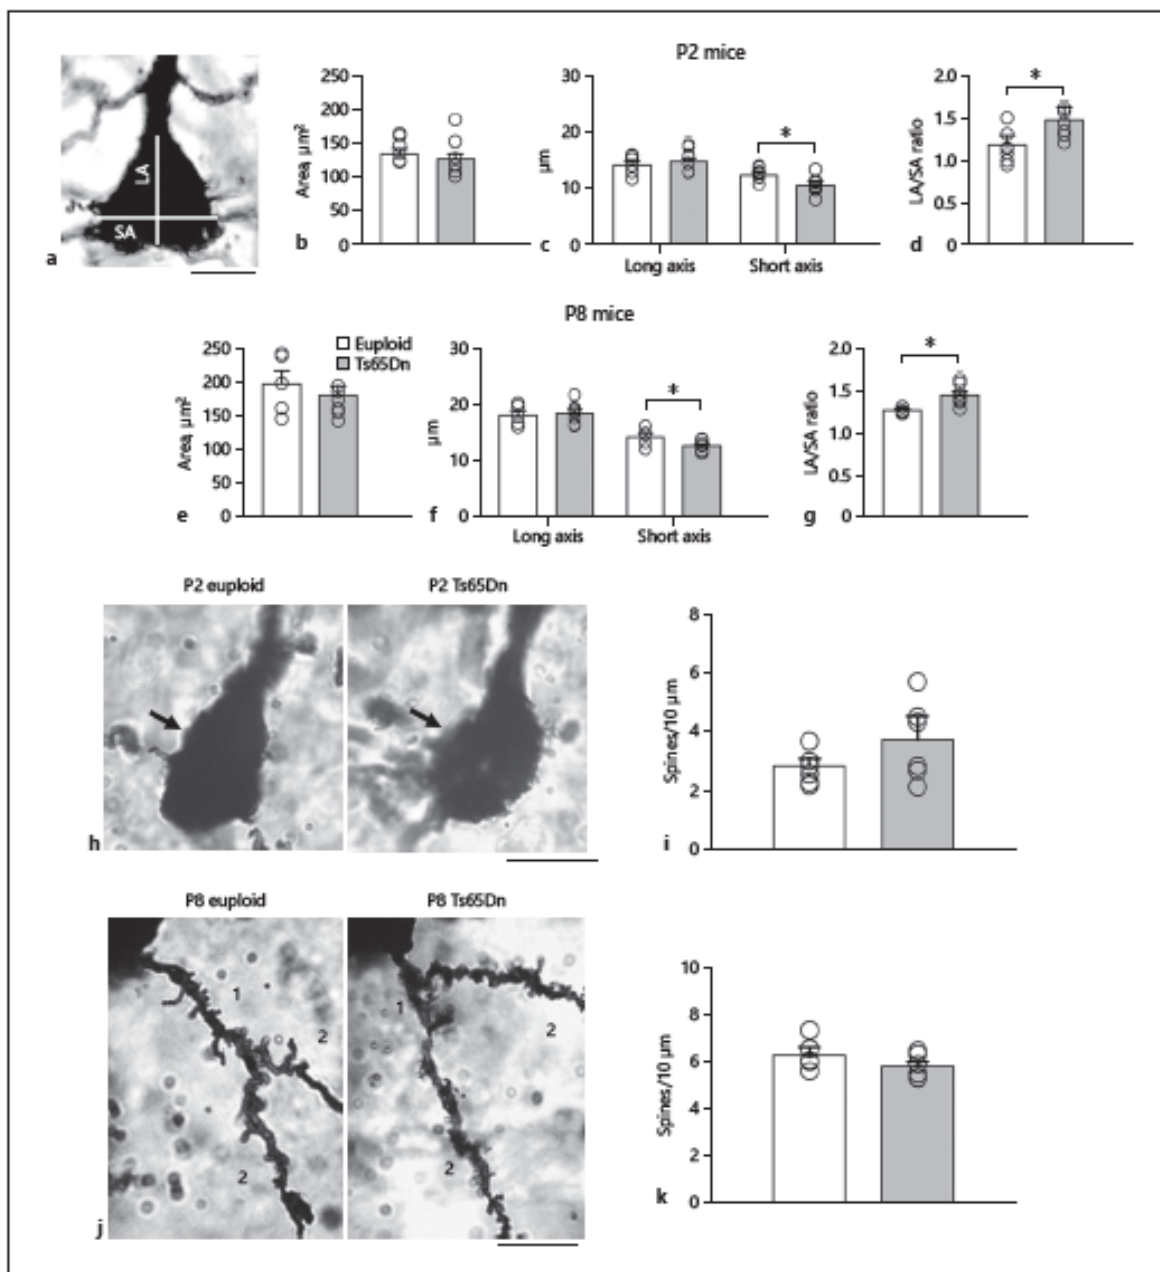 P2 mice
LA
SA
a
250
200
150
100
50
0
Area, µm²
b
30
20
10
0
µm
Long axis
Short axis
*
c
2.0
1.5
1.0
0.5
0
LA/SA ratio
*
d
P8 mice
250
200
150
100
50
0
Area, µm²
Euploid
Ts65Dn
e
30
20
10
0
µm
Long axis
Short axis
*
f
2.0
1.5
1.0
0.5
0
LA/SA ratio
*
g
P2 euploid
P2 Ts65Dn
h
8
6
4
2
0
Spines/10 µm
i
P8 euploid
P8 Ts65Dn
1
2
2
1
2
2
j
10
8
6
4
2
0
Spines/10 µm
k